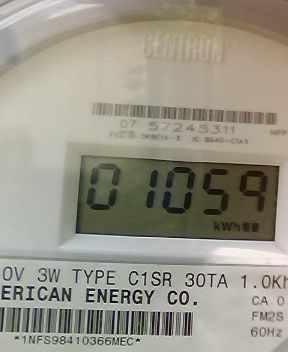 CENTRON
07 57245311
01059
kWh
0V 3W TYPE C1SR 30TA 1.0Kh
ERICAN ENERGY CO.
CA 0
FM2S
60Hz
*1NFS98410366MEC*